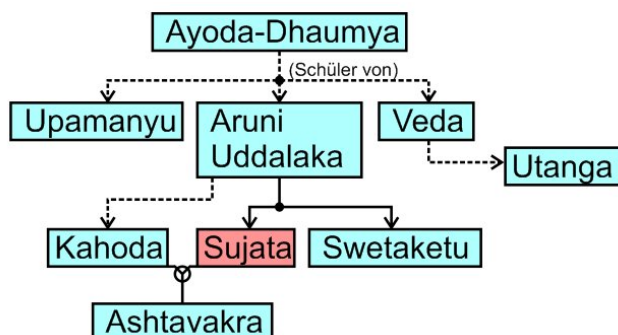 Ayoda-Dhaumya
(Schüler von)
Upamanyu
Aruni
Uddalaka
Veda
Utanga
Kahoda
Sujata
Swetaketu
Ashtavakra